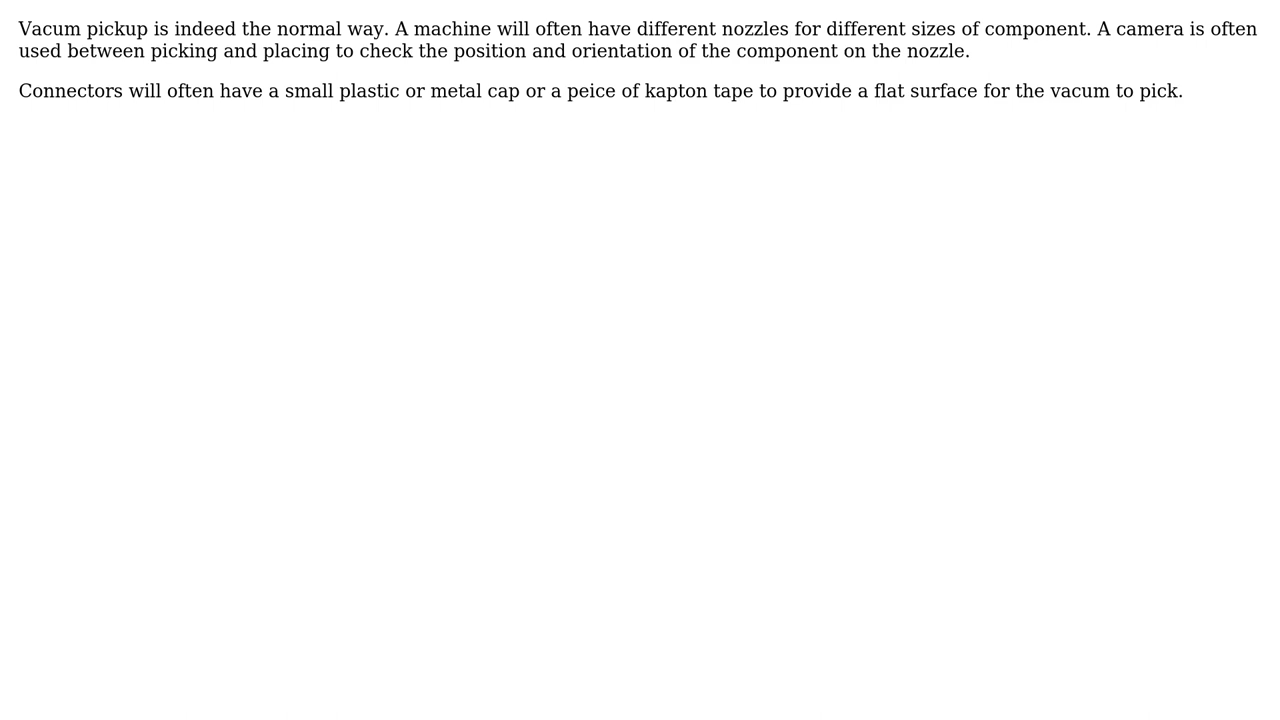 Vacum pickup is indeed the normal way. A machine will often have different nozzles for different sizes of component. A camera is often
used between picking and placing to check the position and orientation of the component on the nozzle.
Connectors will often have a small plastic or metal cap or a peice of kapton tape to provide a flat surface for the vacum to pick.